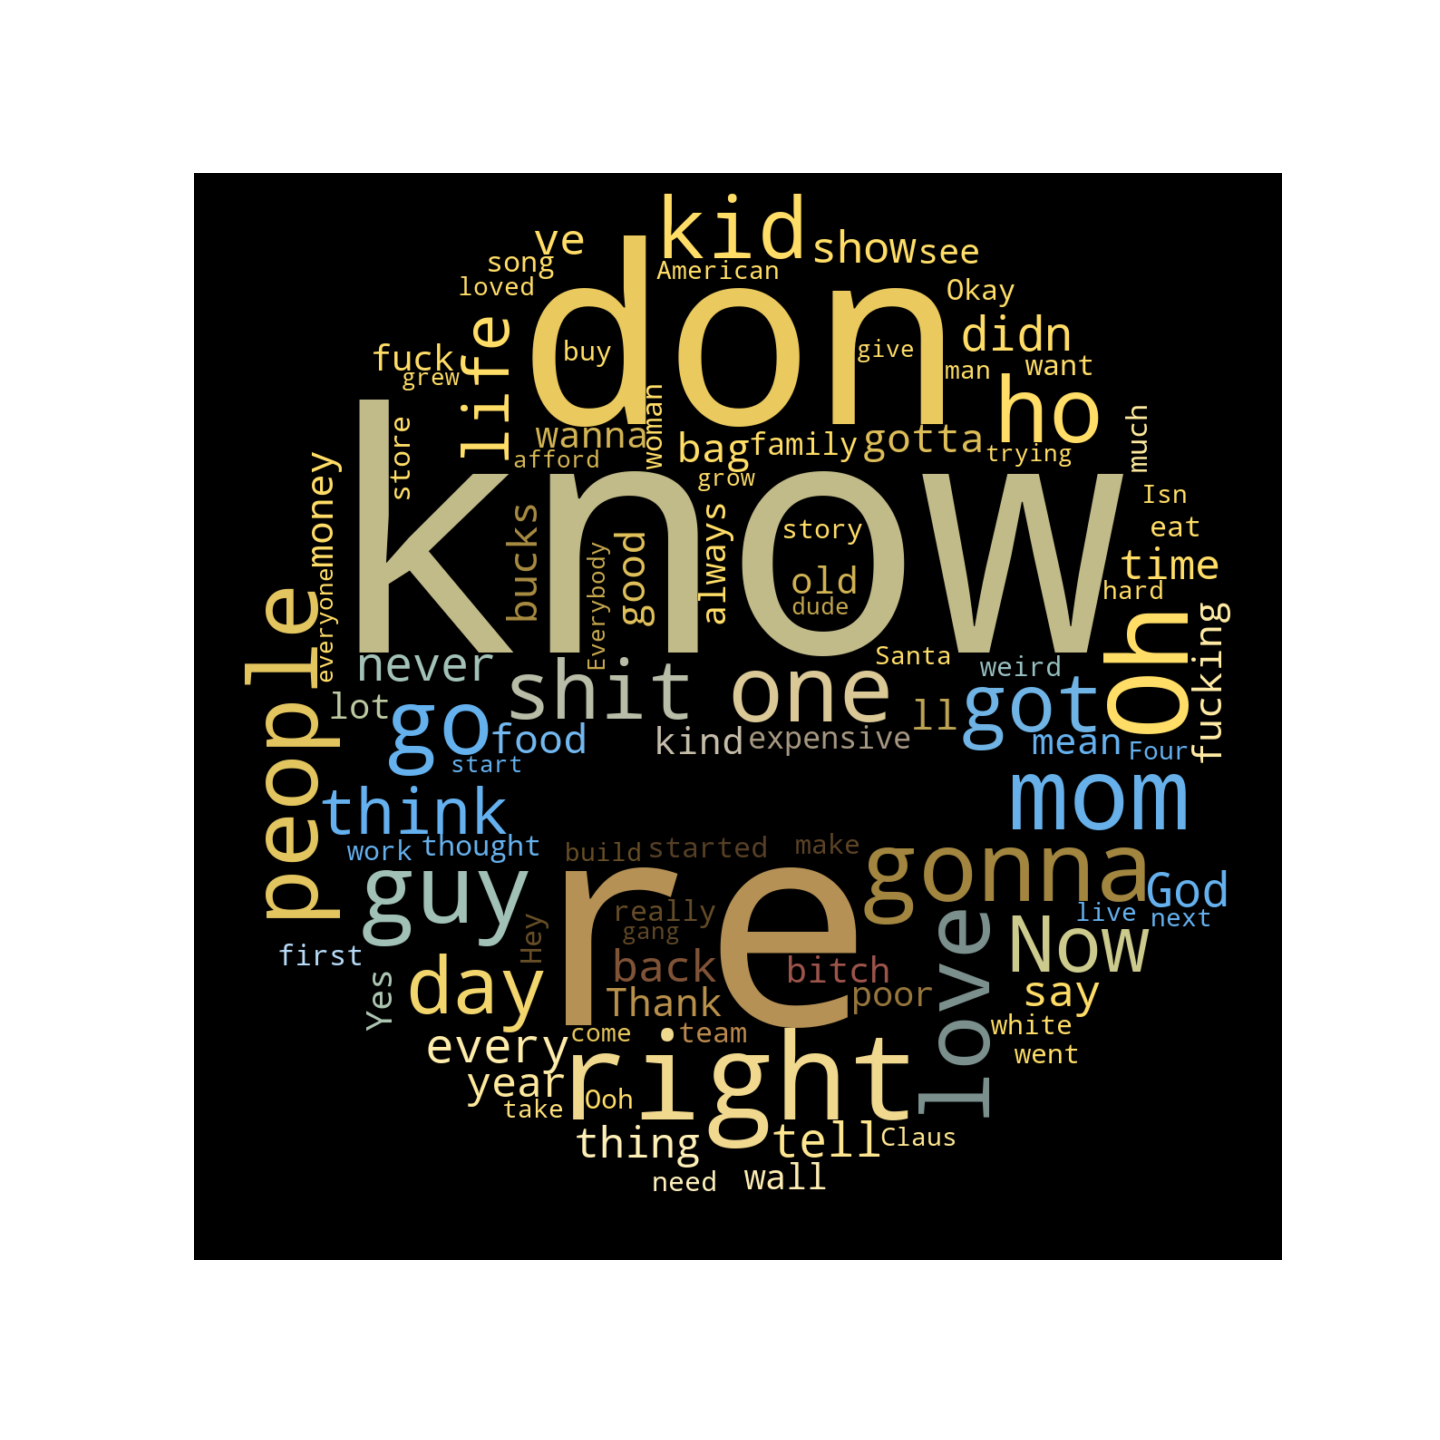 kid
show
see
ve
song
American
loved
Okay
don
didn
life
buy
give
fuck
grew
man
want
ho
woman
wanna
bag
family
gotta
afford
trying
much
store
money
know
grow
Isn
bucks
good
always
story
eat
Everybody
old
dude
time
hard
everyone
people
never
shit
one
Santa
weird
Oh
fucking
lot
go
food
ll
got
kind
expensive
mean
Four
start
mom
think
work
thought
build
started
make
gonna
guy
re
God
really
gang
live
next
Hey
love
Now
first
back
bitch
Yes
day
Thank
poor
say
come
team
white
every
right
went
year
Ooh
take
thing
tell
Claus
need
wall